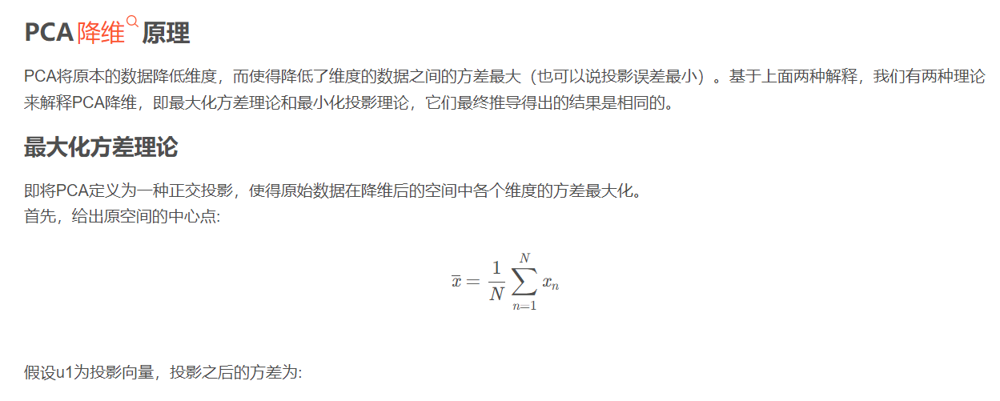 PCA降维原理
PCA将原本的数据降低维度，而使得降低了维度的数据之间的方差最大（也可以说投影误差最小）。基于上面两种解释，我们有两种理论
来解释PCA降维，即最大化方差理论和最小化投影理论，它们最终推导得出的结果是相同的。
最大化方差理论
即将PCA定义为一种正交投影，使得原始数据在降维后的空间中各个维度的方差最大化。
首先，给出原空间的中心点:
x̅ = 1/N ∑_{n=1}^{N} x_n
假设u1为投影向量，投影之后的方差为: